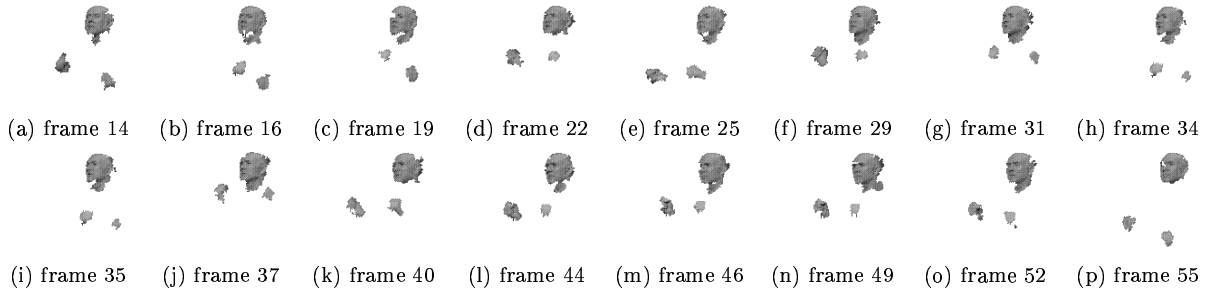 (a) frame 14 (b) frame 16 (c) frame 19 (d) frame 22 (e) frame 25 (f) frame 29 (g) frame 31 (h) frame 34
(i) frame 35 (j) frame 37 (k) frame 40 (l) frame 44 (m) frame 46 (n) frame 49 (o) frame 52 (p) frame 55